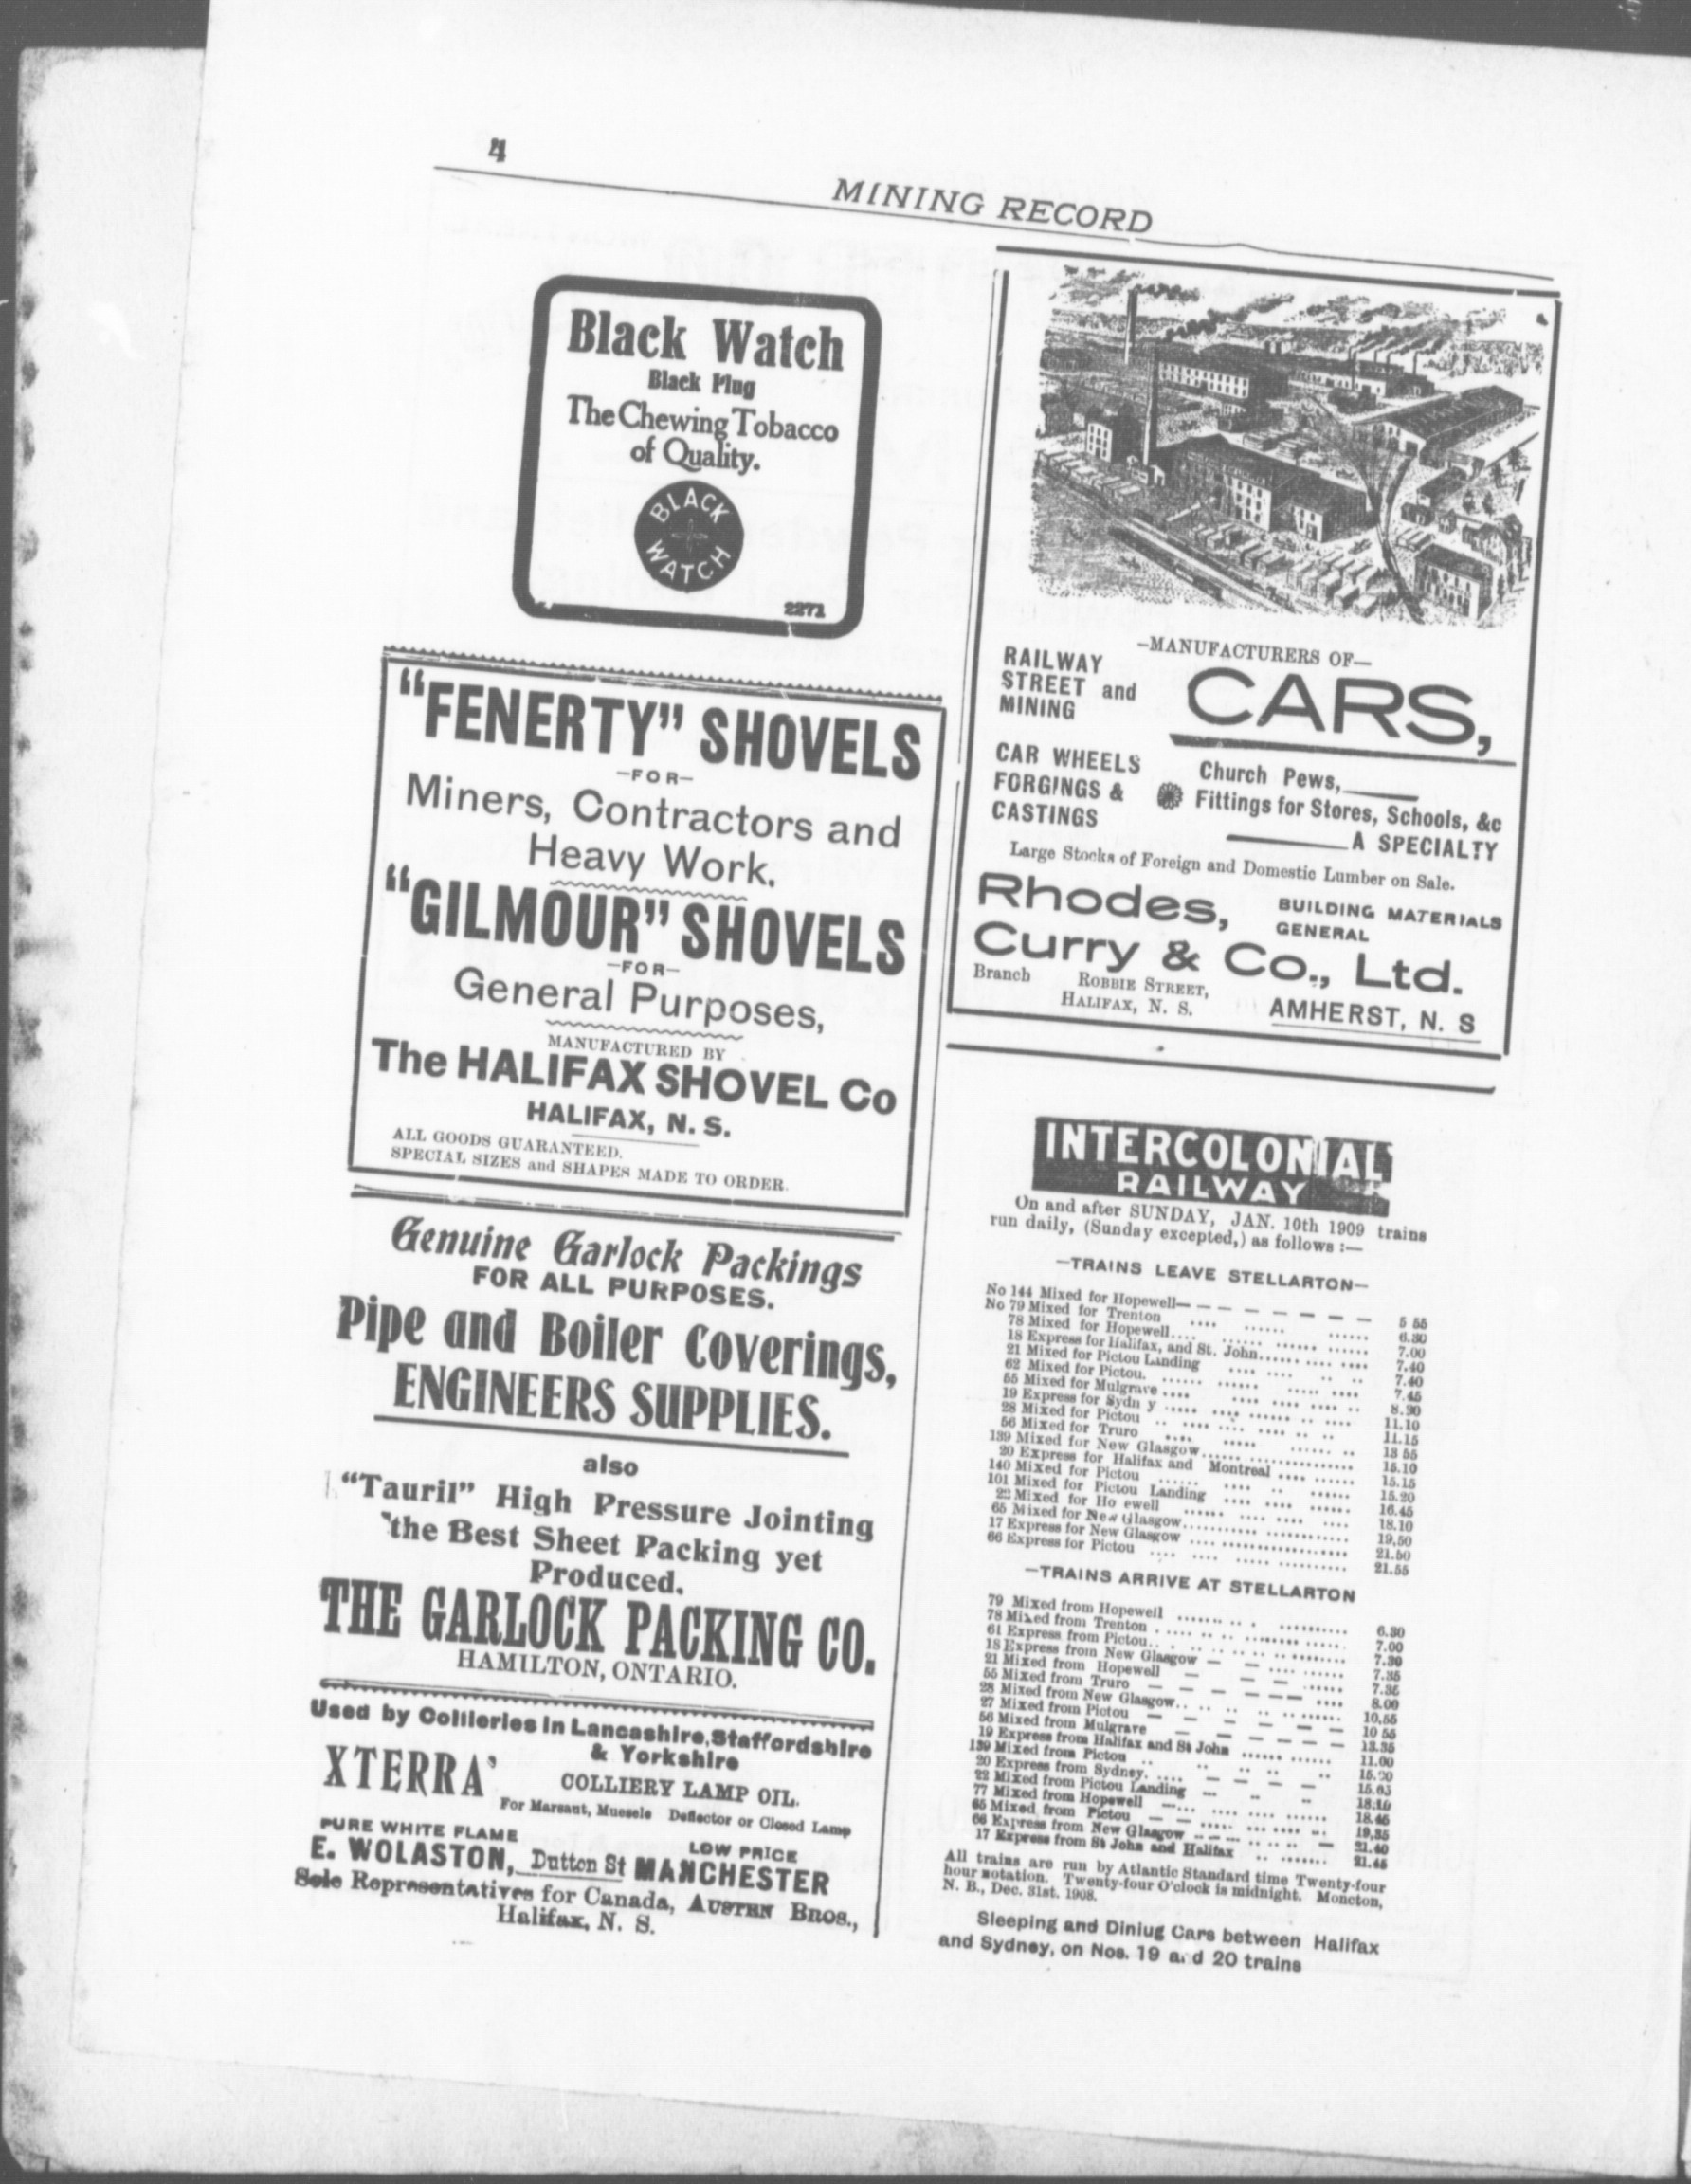 4
MINING RECORD
Black Watch
Black Plug
The Chewing Tobacco
of Quality.
BLACK
WATCH
2271
"FENERTY" SHOVELS
—FOR—
Miners, Contractors and
Heavy Work.
"GILMOUR" SHOVELS
—FOR—
General Purposes,
MANUFACTURED BY
The HALIFAX SHOVEL Co
HALIFAX, N. S.
ALL GOODS GUARANTEED.
SPECIAL SIZES and SHAPES MADE TO ORDER.
Genuine Garlock Packings
FOR ALL PURPOSES.
Pipe and Boiler Coverings,
ENGINEERS SUPPLIES.
also
"Tauril" High Pressure Jointing
"the Best Sheet Packing yet
Produced.
THE GARLOCK PACKING CO.
HAMILTON, ONTARIO.
Used by Collieries in Lancashire, Staffordshire
& Yorkshire
XTERRA'
COLLIERY LAMP OIL.
For Marsaut, Muesele Deflector or Closed Lamp
PURE WHITE FLAME
LOW PRICE
E. WOLASTON, Dutton St MANCHESTER
Sole Representatives for Canada, AUSTEN BROS.,
Halifax, N. S.
—MANUFACTURERS OF—
RAILWAY
STREET and
MINING
CARS,
CAR WHEELS
FORGINGS &
CASTINGS
Church Pews,
Fittings for Stores, Schools, &c
A SPECIALTY
Large Stocks of Foreign and Domestic Lumber on Sale.
Rhodes,
BUILDING MATERIALS
GENERAL
Curry & Co., Ltd.
Branch ROBBIE STREET,
HALIFAX, N. S.
AMHERST, N. S
INTERCOLONIAL
RAILWAY
On and after SUNDAY, JAN. 10th 1909 trains
run daily, (Sunday excepted,) as follows :—
—TRAINS LEAVE STELLARTON—
No 144 Mixed for Hopewell— — — — — — — — 5 55
No 79 Mixed for Trenton .... ...... ...... 6.30
78 Mixed for Hopewell.... ...... ...... ...... 7.00
18 Express for Halifax, and St. John...... .... .... 7.40
21 Mixed for Pictou Landing .... .... .. .. 7.40
62 Mixed for Pictou. ...... ...... ..... .... 7.45
55 Mixed for Mulgrave .... .... .... .... .. 8.30
19 Express for Sydn y ..... .... ...... .. .... 11.10
28 Mixed for Pictou .. .... .... .... .. .. 11.15
56 Mixed for Truro .... ..... ...... .. 13 55
139 Mixed for New Glasgow...... ............... 15.10
20 Express for Halifax and Montreal .... ...... 15.15
140 Mixed for Pictou ...... .... .. ...... 15.20
101 Mixed for Pictou Landing .... .... ...... 16.45
22 Mixed for Ho ewell ...... .... .... .... 18.10
65 Mixed for New Glasgow........... ............ 19,50
17 Express for New Glasgow .... .................. 21.50
66 Express for Pictou .... .... ..... .......... 21.55
—TRAINS ARRIVE AT STELLARTON
79 Mixed from Hopewell ....... .. . .......... 6.30
78 Mixed from Trenton . .... .. .. ......... ...... 7.00
61 Express from Pictou.. . .. .. .. .. ........ 7.30
18 Express from New Glasgow — — .... ...... 7.35
21 Mixed from Hopewell — — — ...... 7.35
55 Mixed from Truro — — — — — — .... 8.00
28 Mixed from New Glasgow.. .. .. .. .. ...... 10,55
27 Mixed from Pictou — — — — — — 10 55
56 Mixed from Mulgrave — — — — — 13.35
19 Express from Halifax and St John ...... ...... 11.00
139 Mixed from Pictou .. .. .. .. ..
20 Express from Sydney. .... — — — —
22 Mixed from Pictou Landing --- .. .. 18.10
77 Mixed from Hopewell —... .... .... ...... 18.45
65 Mixed from Pictou — — ..... .... ... .. 19,35
66 Express from New Glasgow .. — — ... .. .. — 21.40
17 Express from St John and Halifax .. ....... 21.45
All trains are run by Atlantic Standard time Twenty-four
hour notation. Twenty-four O'clock is midnight. Moncton,
N. B., Dec. 31st. 1908.
Sleeping and Diniug Cars between Halifax
and Sydney, on Nos. 19 a. d 20 trains